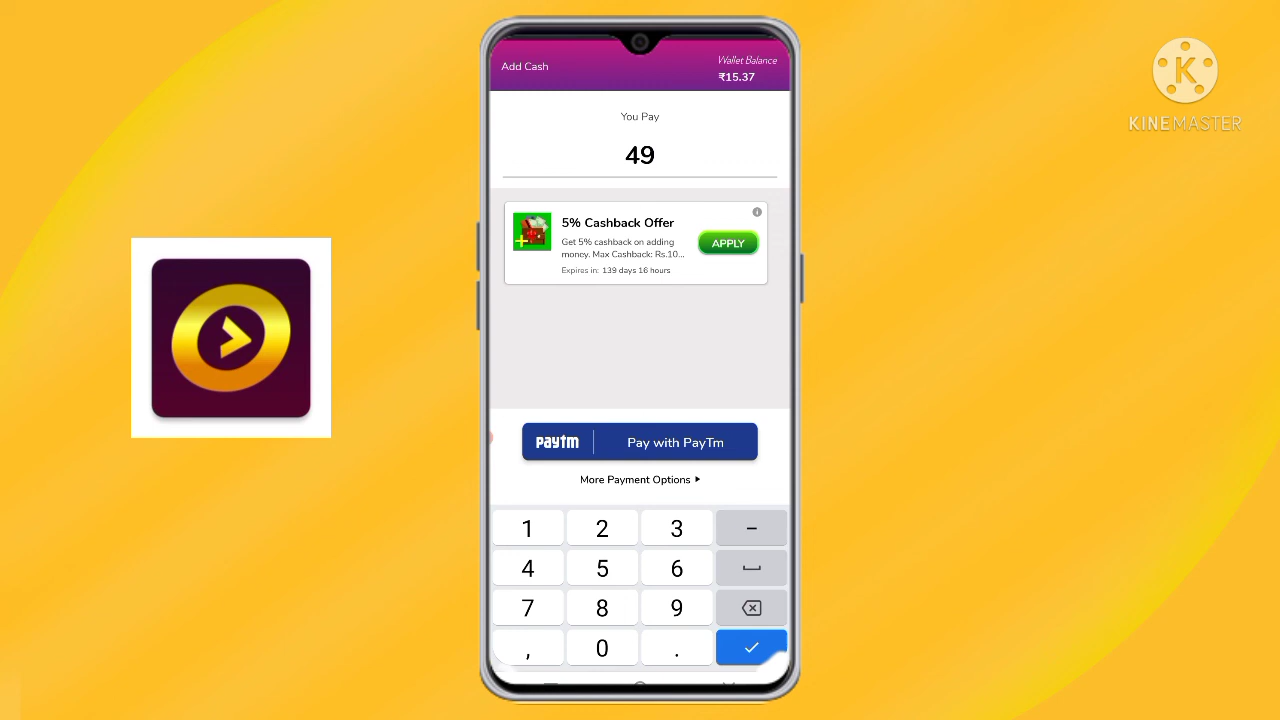 Add Cash
Wallet Balance
₹15.37
You Pay
49
5% Cashback Offer
Get 5% cashback on adding
money. Max Cashback: Rs.10...
Expires in: 139 days 16 hours
APPLY
paytm
Pay with PayTm
More Payment Options ▸
1 2 3 -
4 5 6
7 8 9
, 0 .
K
KINEMASTER